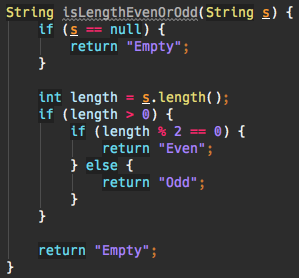 String isLengthEvenOrOdd(String s) {
    if (s == null) {
        return "Empty";
    }

    int length = s.length();
    if (length > 0) {
        if (length % 2 == 0) {
            return "Even";
        } else {
            return "Odd";
        }
    }

    return "Empty";
}